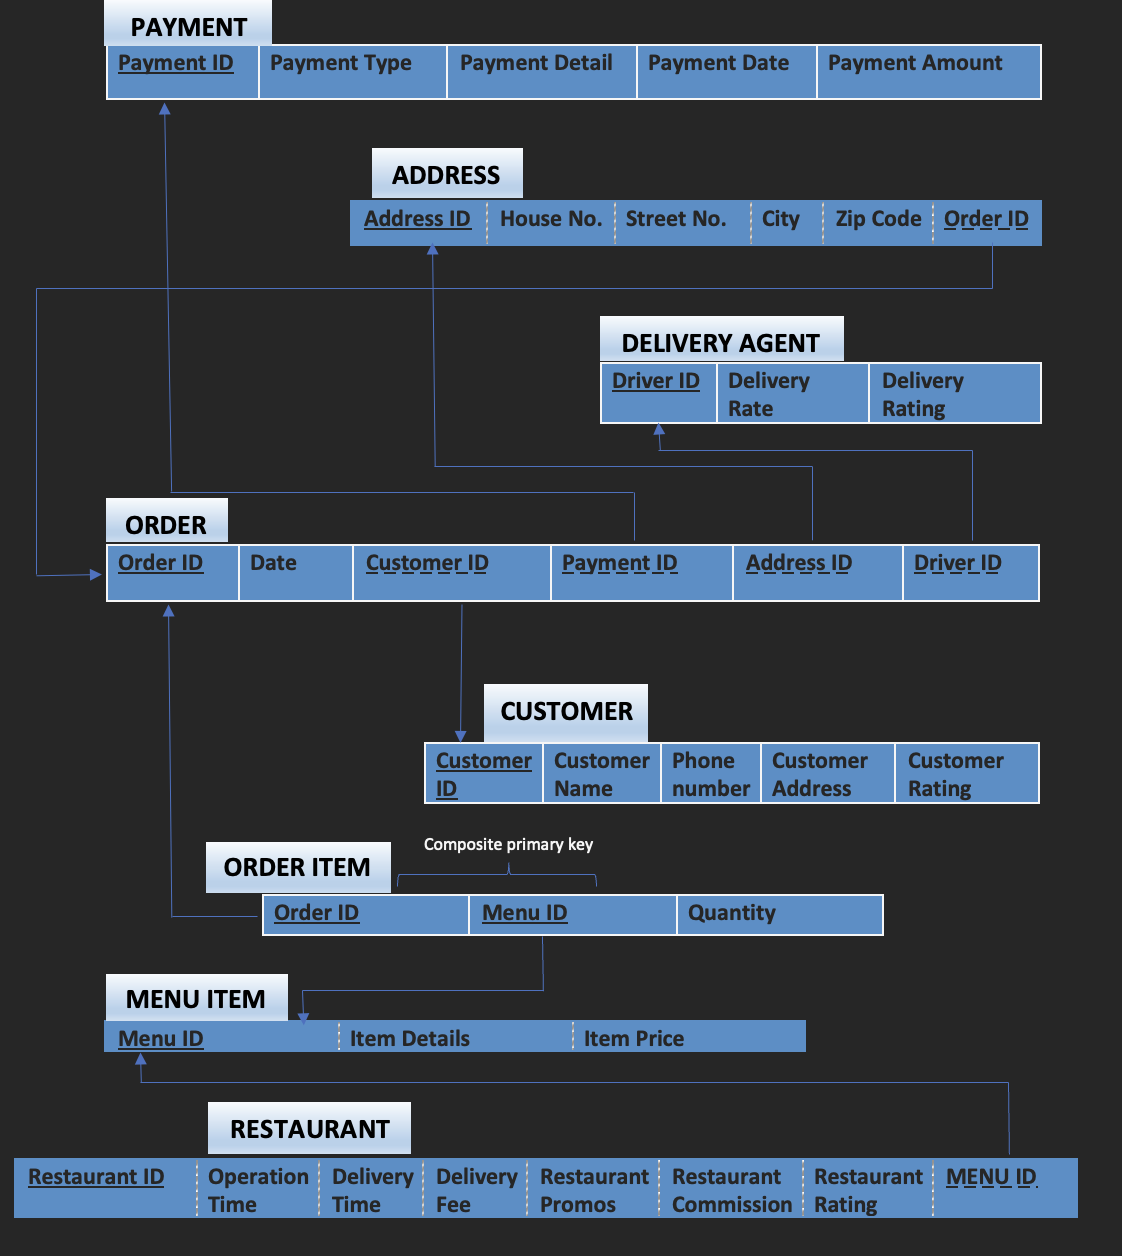 PAYMENT
Payment ID Payment Type Payment Detail Payment Date Payment Amount
ADDRESS
Address ID House No. Street No. City Zip Code Order ID
DELIVERY AGENT
Driver ID Delivery Delivery
Rate Rating
ORDER
Order ID Date Customer ID Payment ID Address ID Driver ID
CUSTOMER
Customer Customer Phone Customer Customer
ID Name number Address Rating
Composite primary key
ORDER ITEM
Order ID Menu ID Quantity
MENU ITEM
Menu ID Item Details Item Price
RESTAURANT
Restaurant ID Operation Delivery Delivery Restaurant Restaurant Restaurant MENU ID
Time Time Fee Promos Commission Rating